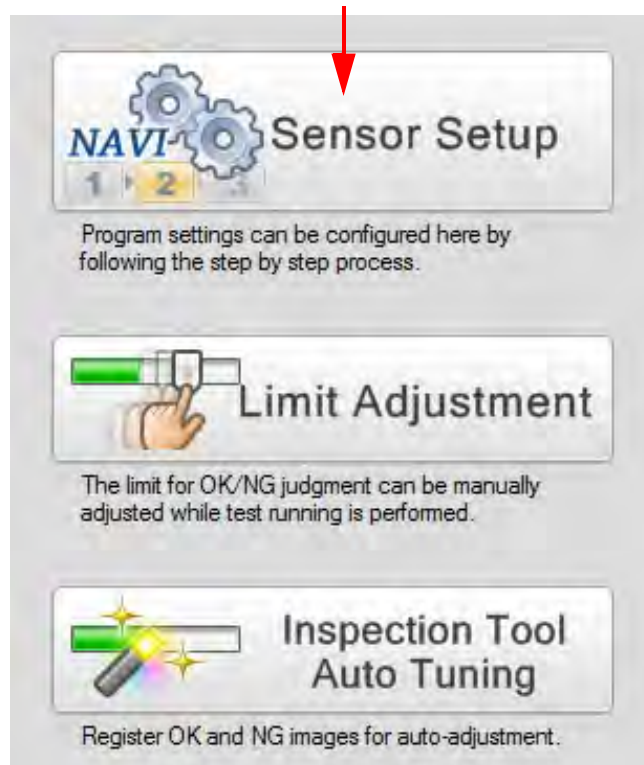 Sensor Setup
NAVI
1 2 3
Program settings can be configured here by
following the step by step process.
Limit Adjustment
The limit for OK/NG judgment can be manually
adjusted while test running is performed.
Inspection Tool
Auto Tuning
Register OK and NG images for auto-adjustment.